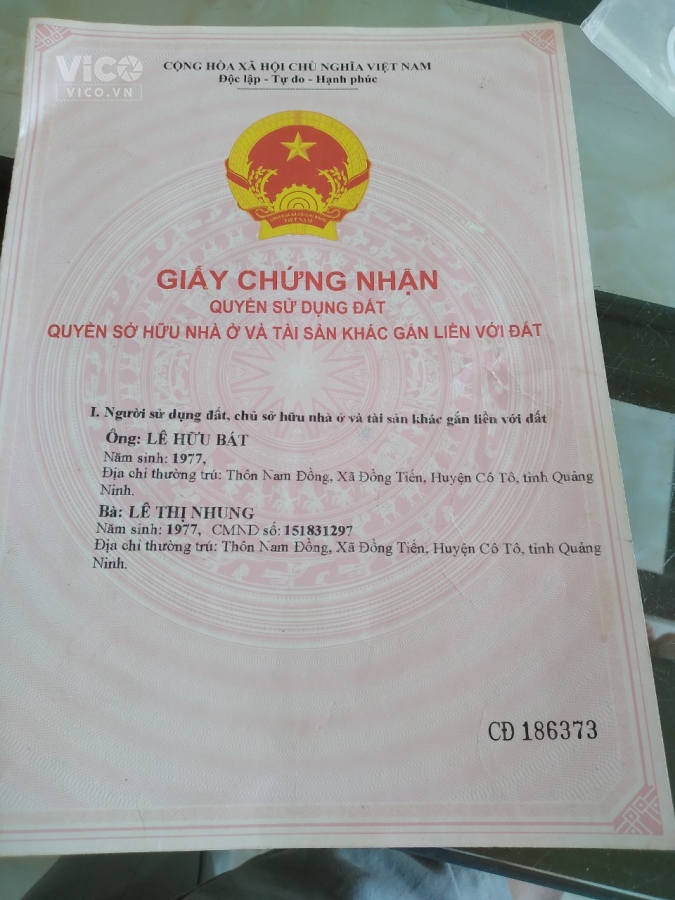 ViCO
VICO.VN
CỘNG HÒA XÃ HỘI CHỦ NGHĨA VIỆT NAM
Độc lập - Tự do - Hạnh phúc
VIỆT NAM
GIẤY CHỨNG NHẬN
QUYỀN SỬ DỤNG ĐẤT
QUYỀN SỞ HỮU NHÀ Ở VÀ TÀI SẢN KHÁC GẮN LIỀN VỚI ĐẤT
I. Người sử dụng đất, chủ sở hữu nhà ở và tài sản khác gắn liền với đất
Ông: LÊ HỮU BÁT
Năm sinh: 1977,
Địa chỉ thường trú: Thôn Nam Đồng, Xã Đồng Tiến, Huyện Cô Tô, tỉnh Quảng
Ninh.
Bà: LÊ THỊ NHUNG
Năm sinh: 1977, CMND số: 151831297
Địa chỉ thường trú: Thôn Nam Đồng, Xã Đồng Tiến, Huyện Cô Tô, tỉnh Quảng
Ninh.
CĐ 186373